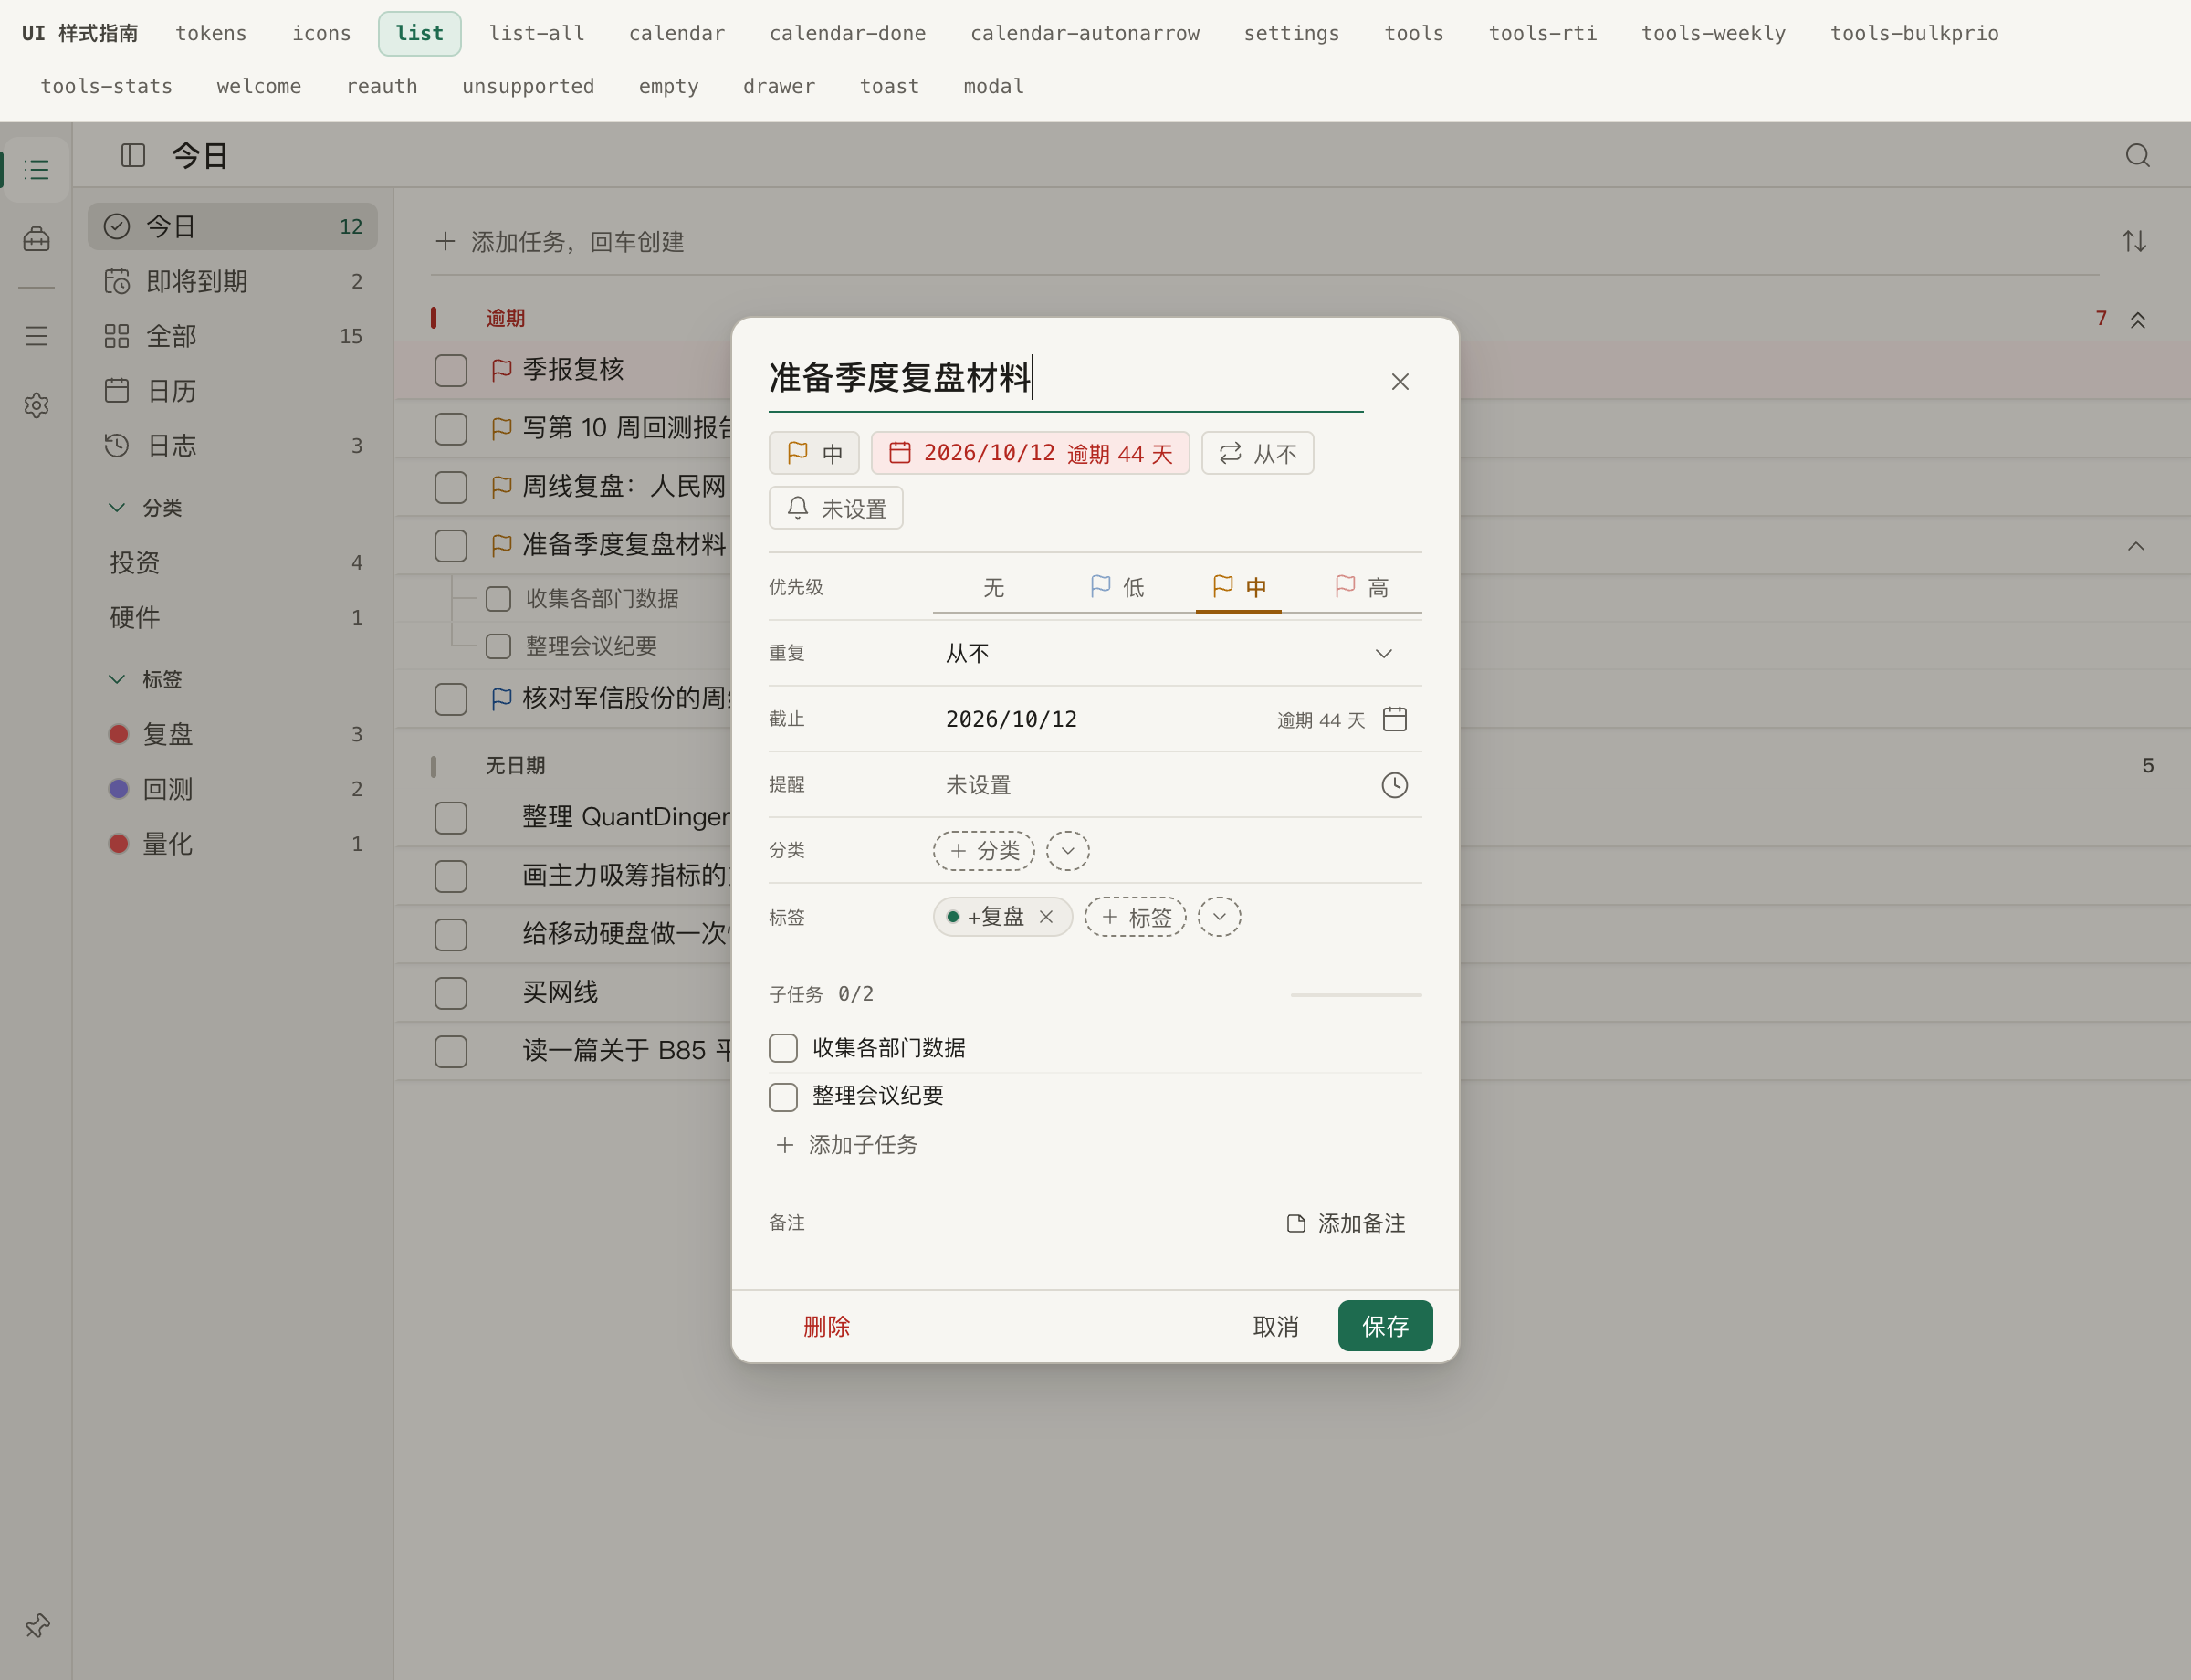 UI 样式指南 tokens icons list list-all calendar calendar-done calendar-autonarrow settings tools tools-rti tools-weekly tools-bulkprio
tools-stats welcome reauth unsupported empty drawer toast modal
今日
今日 12
即将到期 2
全部 15
日历
日志 3
分类
投资 4
硬件 1
标签
复盘 3
回测 2
量化 1
添加任务，回车创建
逾期 7
季报复核
写第 10 周回测报告
周线复盘：人民网
准备季度复盘材料
收集各部门数据
整理会议纪要
核对军信股份的周
无日期 5
整理 QuantDinger
画主力吸筹指标的
给移动硬盘做一次
买网线
读一篇关于 B85 平
准备季度复盘材料
中 2026/10/12 逾期 44 天 从不
未设置
优先级 无 低 中 高
重复 从不
截止 2026/10/12 逾期 44 天
提醒 未设置
分类 + 分类
标签 +复盘 × + 标签
子任务 0/2
收集各部门数据
整理会议纪要
+ 添加子任务
备注 添加备注
删除 取消 保存